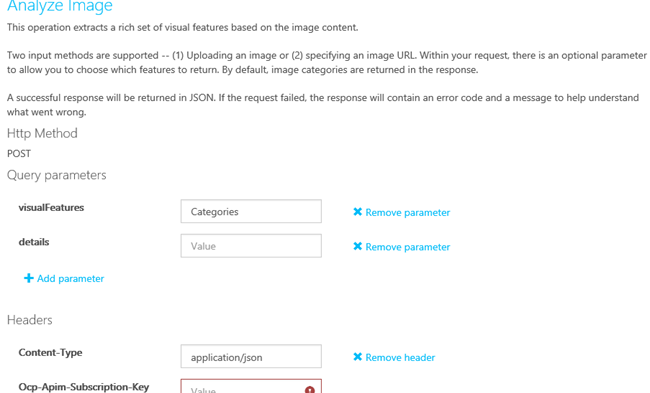 Analyze Image
This operation extracts a rich set of visual features based on the image content.
Two input methods are supported -- (1) Uploading an image or (2) specifying an image URL. Within your request, there is an optional parameter
to allow you to choose which features to return. By default, image categories are returned in the response.
A successful response will be returned in JSON. If the request failed, the response will contain an error code and a message to help understand
what went wrong.
Http Method
POST
Query parameters
visualFeatures Categories Remove parameter
details Value Remove parameter
Add parameter
Headers
Content-Type application/json Remove header
Ocp-Apim-Subscription-Key Value